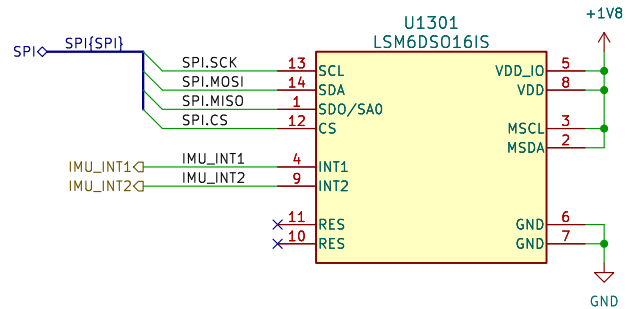 U1301
LSM6DSO16IS
+1V8
SPI
SPI{SPI}
SPI.SCK
13
SCL
SPI.MOSI
14
SDA
SPI.MISO
1
SDO/SA0
SPI.CS
12
CS
IMU_INT1
IMU_INT1
4
INT1
IMU_INT2
IMU_INT2
9
INT2
11
RES
10
RES
VDD_IO
5
VDD
8
MSCL
3
MSDA
2
GND
6
GND
7
GND